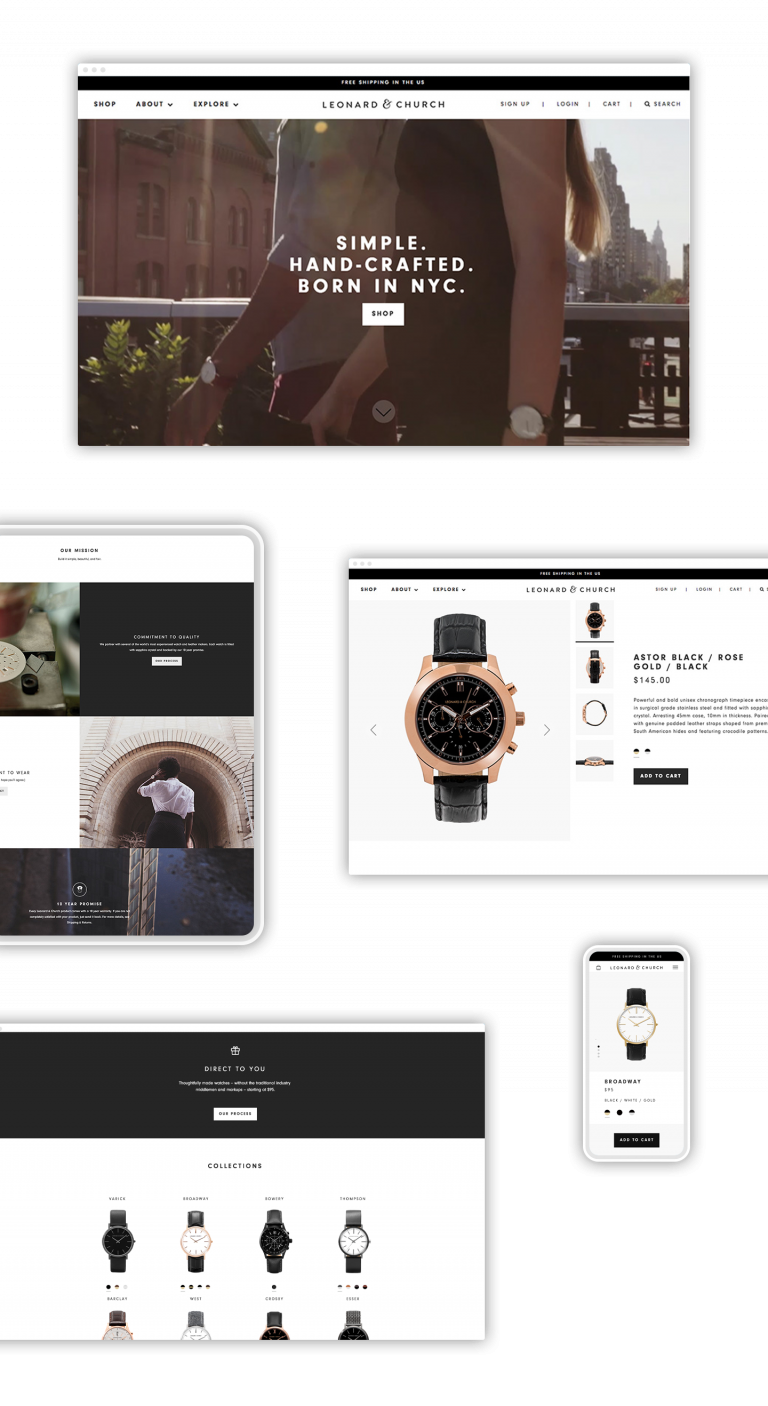 FREE SHIPPING IN THE US
SHOP ABOUT EXPLORE LEONARD & CHURCH SIGN UP | LOGIN | CART | SEARCH
SIMPLE.
HAND-CRAFTED.
BORN IN NYC.
SHOP
OUR MISSION
COMMITMENT TO QUALITY
OUR PROCESS
NT TO WEAR
10 YEAR PROMISE
FREE SHIPPING IN THE US
SHOP ABOUT EXPLORE LEONARD & CHURCH SIGN UP | LOGIN | CART | S
ASTOR BLACK / ROSE
GOLD / BLACK
$145.00
Powerful and bold unisex chronograph timepiece enca
in surgical grade stainless steel and fitted with sapphi
crystal. Arresting 45mm case, 10mm in thickness. Paired
with genuine padded leather straps shaped from prem
South American hides and featuring crocodile patterns.
ADD TO CART
FREE SHIPPING IN THE US
LEONARD & CHURCH
BROADWAY
$95
BLACK / WHITE / GOLD
ADD TO CART
DIRECT TO YOU
Thoughtfully made watches – without the traditional industry
middlemen and markups – starting at $95.
OUR PROCESS
COLLECTIONS
VARICK BROADWAY BOWERY THOMPSON
BARCLAY WEST CROSBY ESSEX